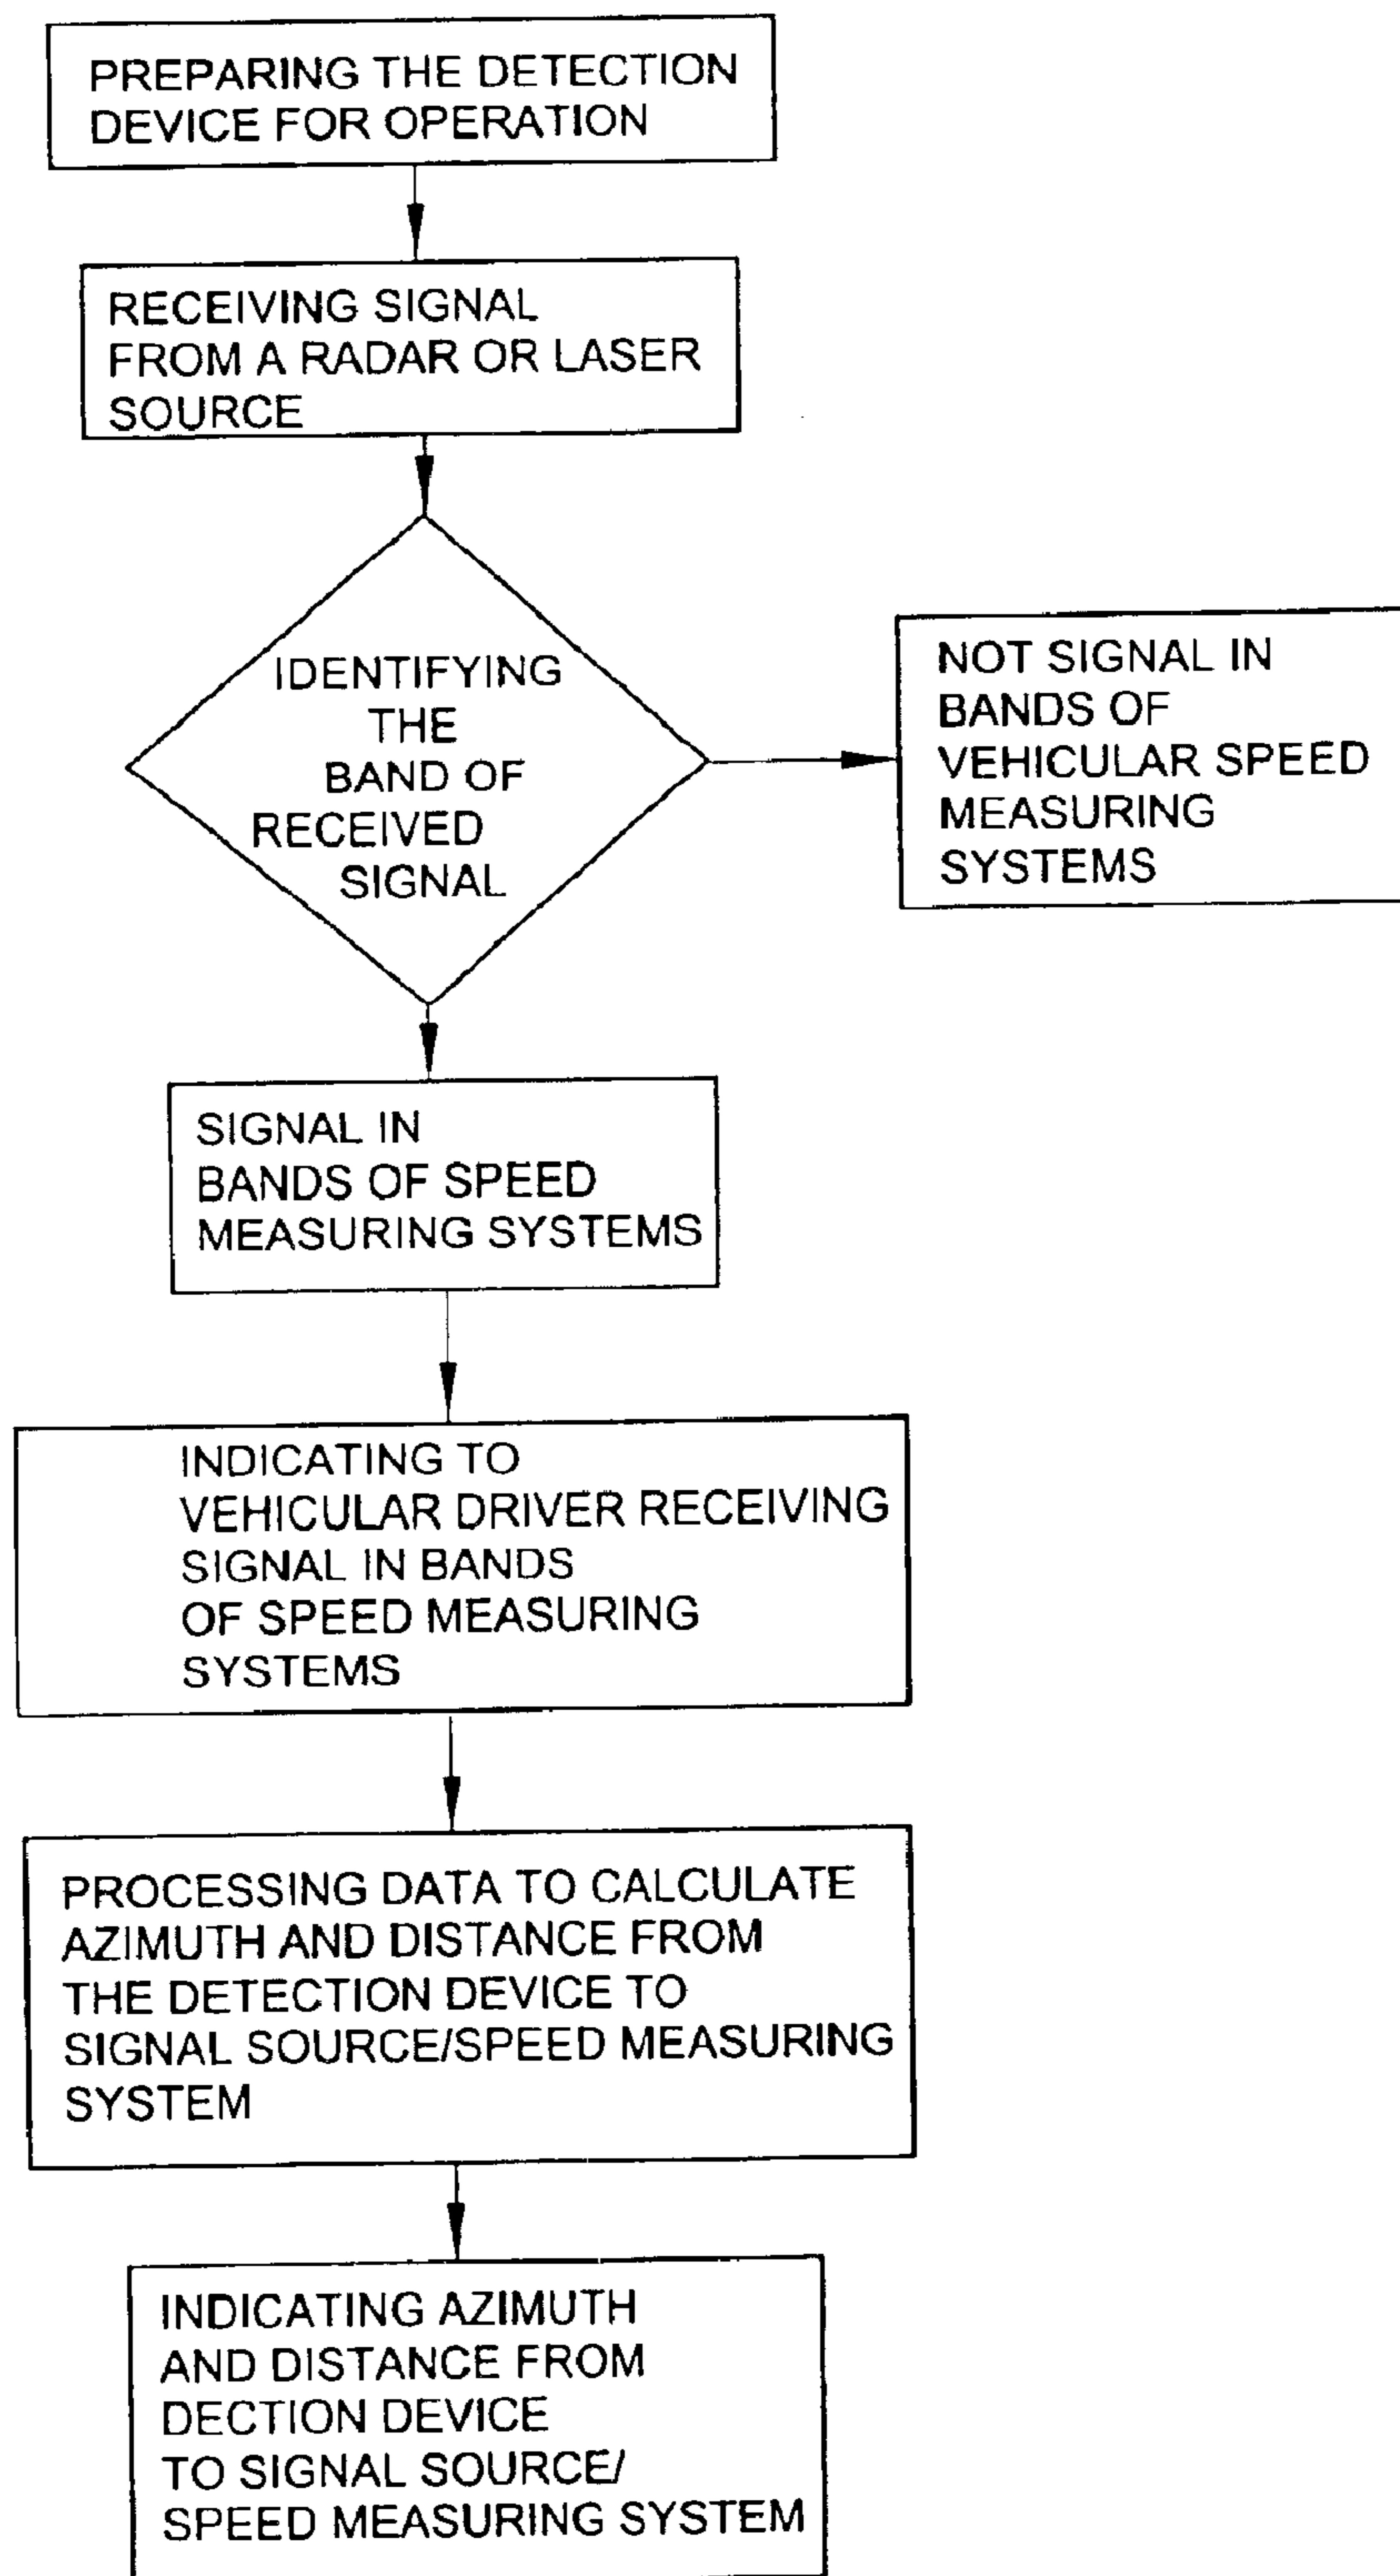 PREPARING THE DETECTION
DEVICE FOR OPERATION
RECEIVING SIGNAL
FROM A RADAR OR LASER
SOURCE
IDENTIFYING
THE
BAND OF
RECEIVED
SIGNAL
NOT SIGNAL IN
BANDS OF
VEHICULAR SPEED
MEASURING
SYSTEMS
SIGNAL IN
BANDS OF SPEED
MEASURING SYSTEMS
INDICATING TO
VEHICULAR DRIVER RECEIVING
SIGNAL IN BANDS
OF SPEED MEASURING
SYSTEMS
PROCESSING DATA TO CALCULATE
AZIMUTH AND DISTANCE FROM
THE DETECTION DEVICE TO
SIGNAL SOURCE/SPEED MEASURING
SYSTEM
INDICATING AZIMUTH
AND DISTANCE FROM
DECTION DEVICE
TO SIGNAL SOURCE/
SPEED MEASURING SYSTEM